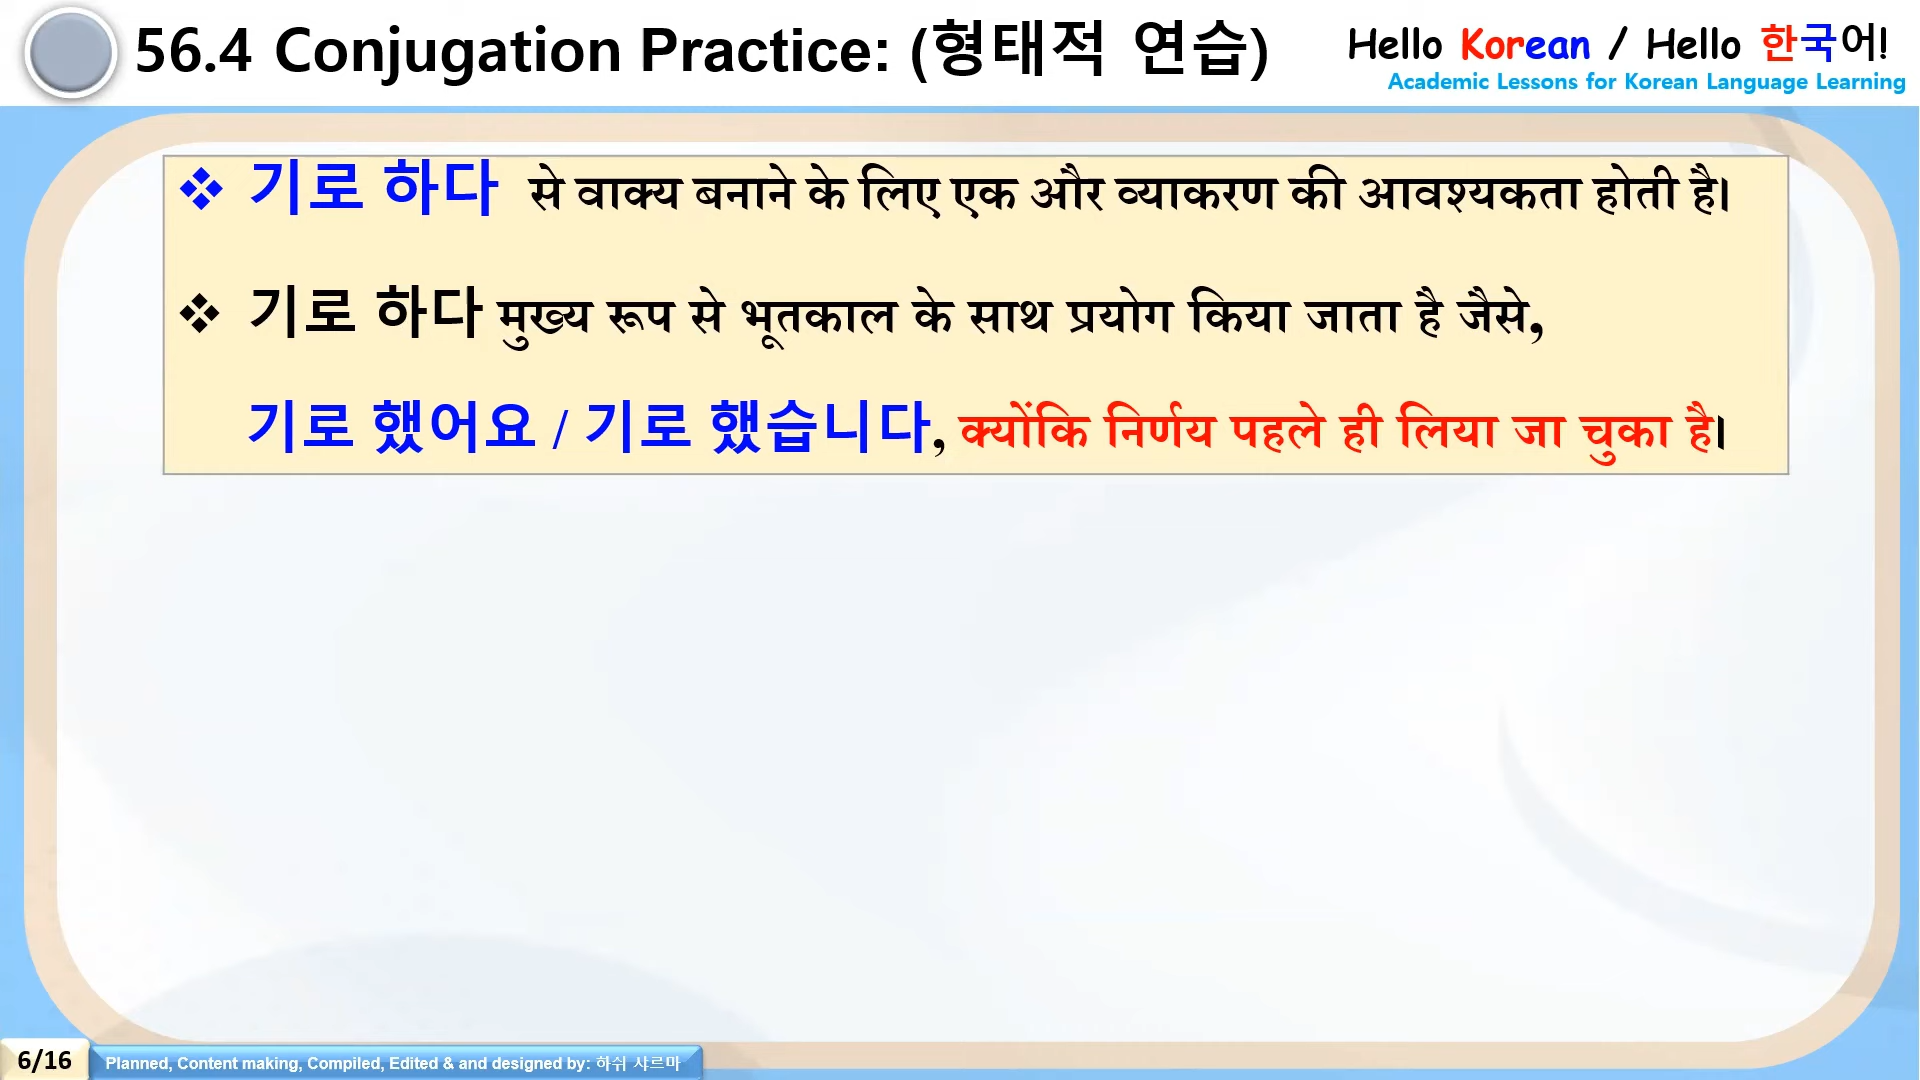 56.4 Conjugation Practice: (형태적 연습)
Hello Korean / Hello 한국어!
Academic Lessons for Korean Language Learning
❖ 기로 하다 से वाक्य बनाने के लिए एक और व्याकरण की आवश्यकता होती है।
❖ 기로 하다 मुख्य रूप से भूतकाल के साथ प्रयोग किया जाता है जैसे,
기로 했어요 / 기로 했습니다, क्योंकि निर्णय पहले ही लिया जा चुका है।
6/16
Planned, Content making, Compiled, Edited & and designed by: 하쉬 샤르마